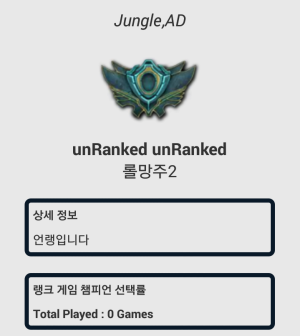 Jungle,AD
unRanked unRanked
롤망주2
상세 정보
언랭입니다
랭크 게임 챔피언 선택률
Total Played : 0 Games